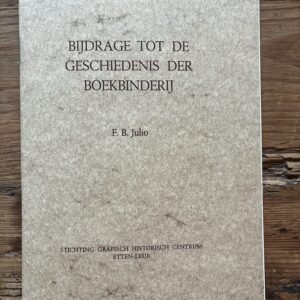 BIJDRAGE TOT DE
GESCHIEDENIS DER
BOEKBINDERIJ
F. B. Julio
STICHTING GRAFISCH HISTORISCH CENTRUM
ETTEN-LEUR